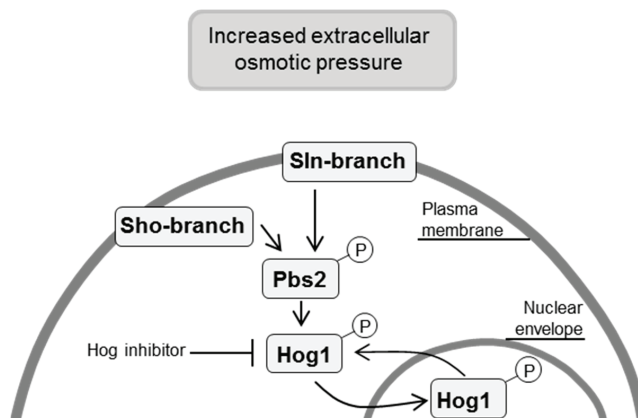 Increased extracellular
osmotic pressure
Sln-branch
Sho-branch
Plasma
membrane
P
Pbs2
Nuclear
envelope
P
Hog inhibitor
Hog1
P
Hog1